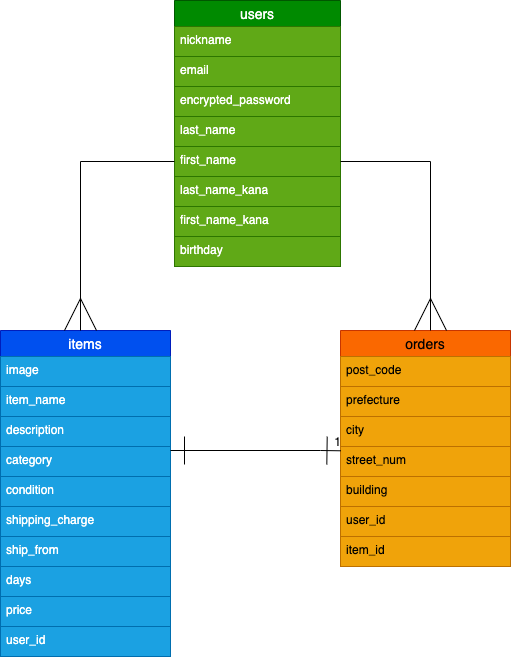 users
nickname
email
encrypted_password
last_name
first_name
last_name_kana
first_name_kana
birthday
items
image
item_name
description
category
condition
shipping_charge
ship_from
days
price
user_id
1
orders
post_code
prefecture
city
street_num
building
user_id
item_id